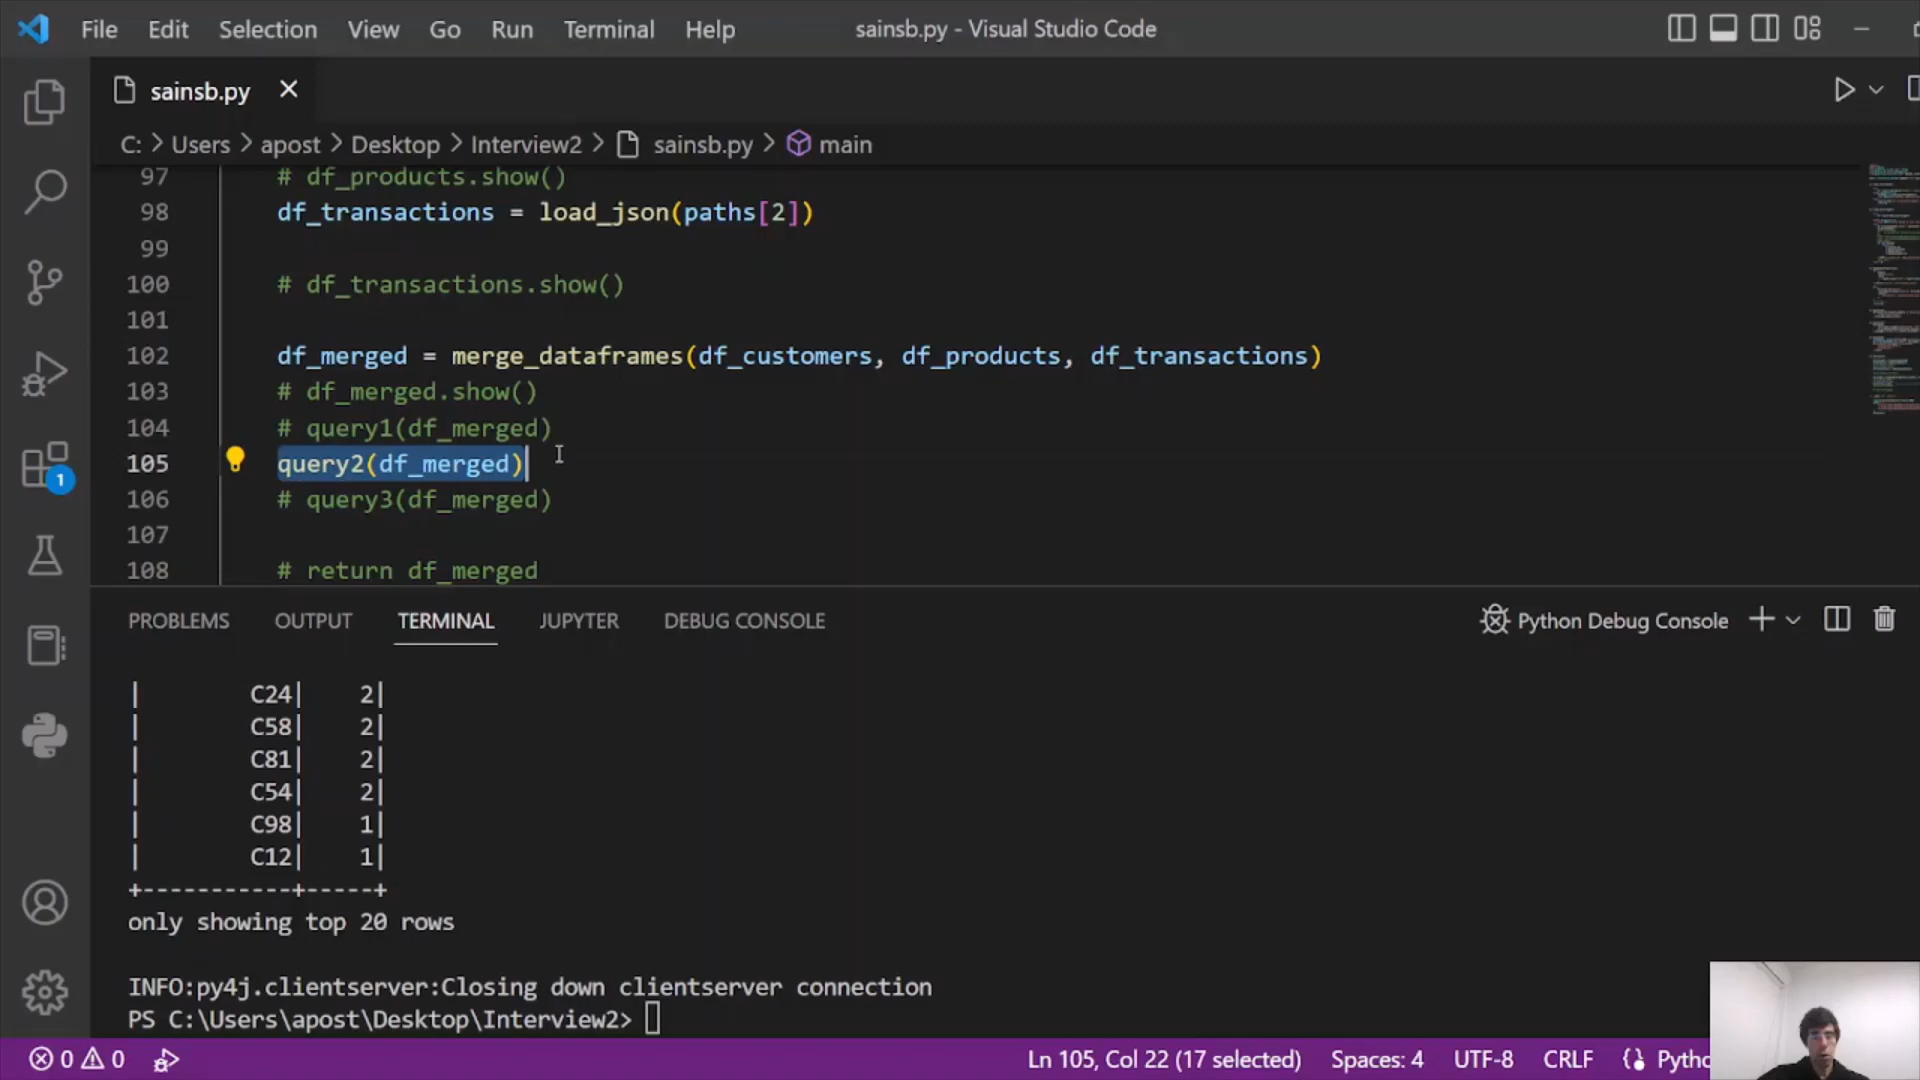 File Edit Selection View Go Run Terminal Help sainsb.py - Visual Studio Code
sainsb.py
C: > Users > apost > Desktop > Interview2 > sainsb.py > main
97 # df_products.show()
98 df_transactions = load_json(paths[2])
99
100 # df_transactions.show()
101
102 df_merged = merge_dataframes(df_customers, df_products, df_transactions)
103 # df_merged.show()
104 # query1(df_merged)
105 query2(df_merged)
106 # query3(df_merged)
107
108 # return df_merged
1
PROBLEMS OUTPUT TERMINAL JUPYTER DEBUG CONSOLE Python Debug Console
| C24| 2|
| C58| 2|
| C81| 2|
| C54| 2|
| C98| 1|
| C12| 1|
+-----------+-----+
only showing top 20 rows
INFO:py4j.clientserver:Closing down clientserver connection
PS C:\Users\apost\Desktop\Interview2>
0 0 Ln 105, Col 22 (17 selected) Spaces: 4 UTF-8 CRLF Pytho